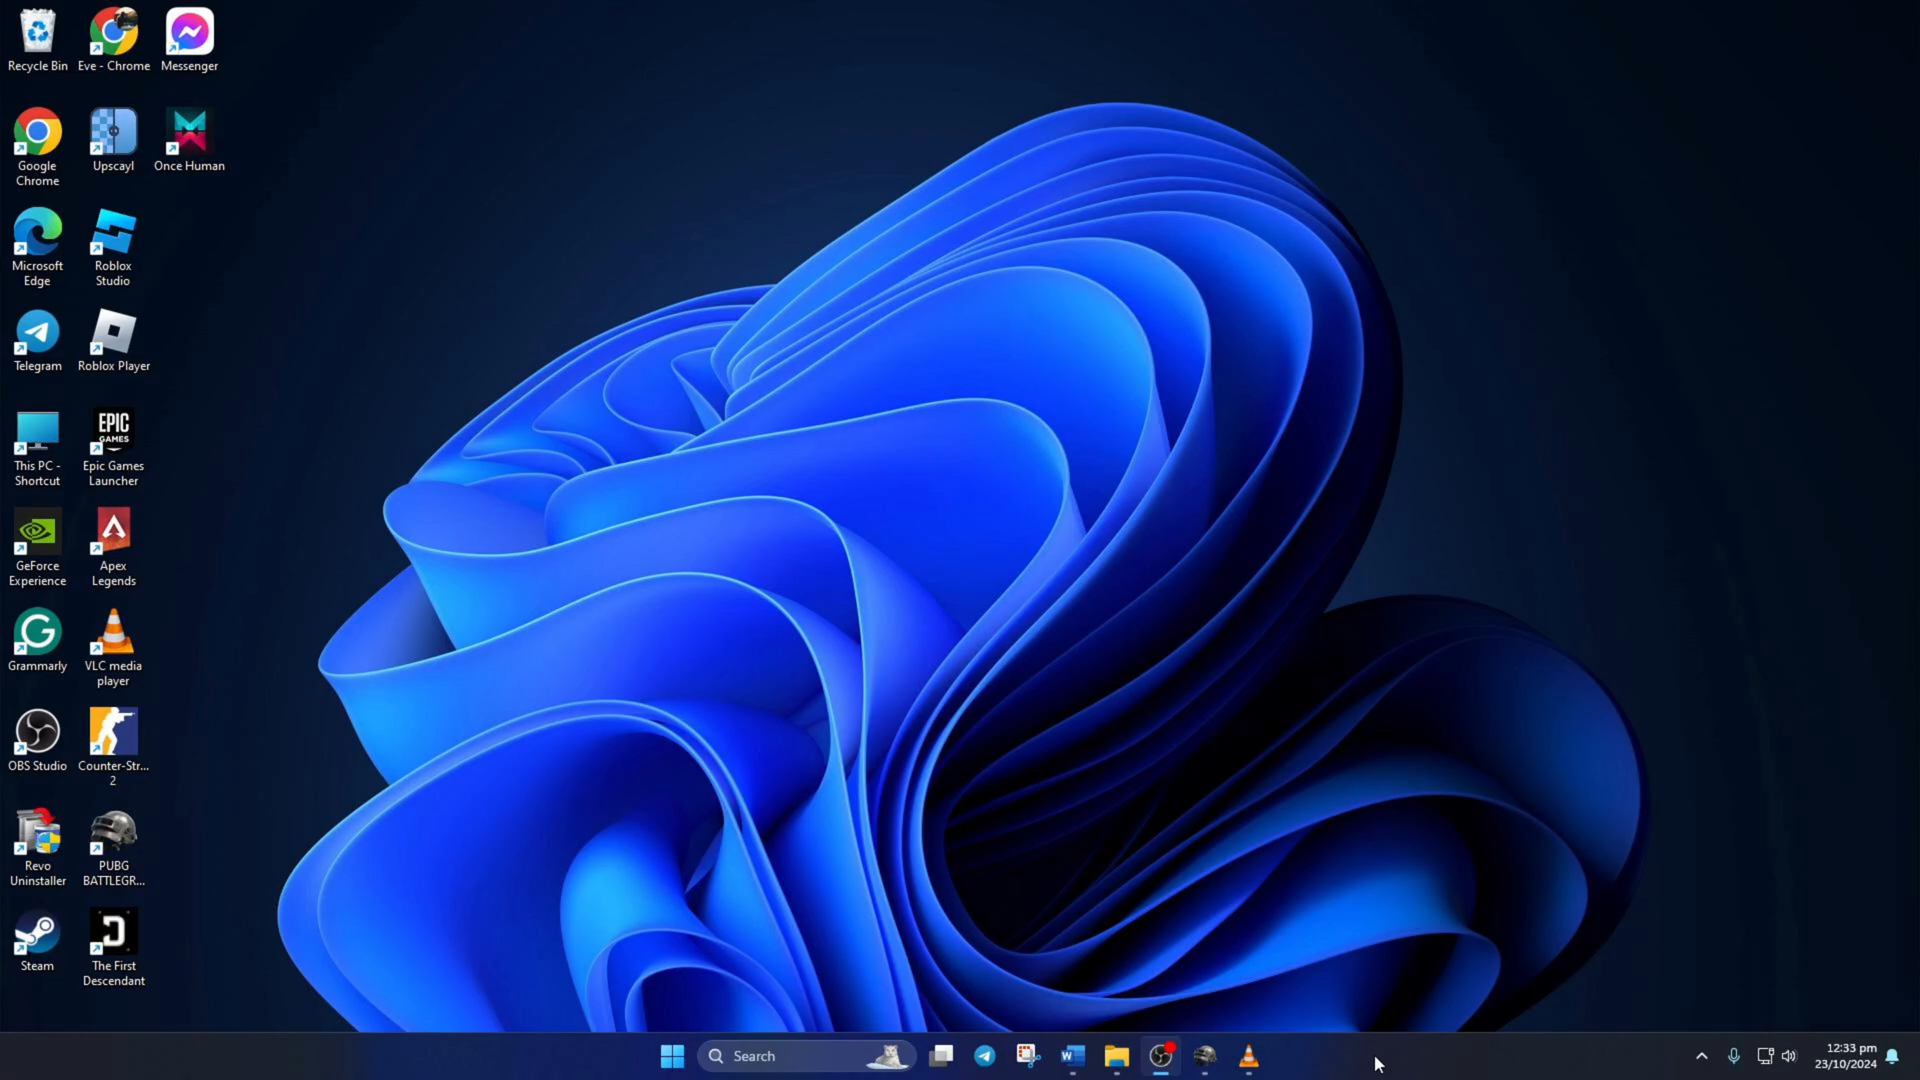 Recycle Bin
Eve - Chrome
Messenger
Google
Chrome
Upscayl
Once Human
Microsoft
Edge
Roblox
Studio
Telegram
Roblox Player
This PC -
Shortcut
EPIC
GAMES
Epic Games
Launcher
GeForce
Experience
Apex
Legends
Grammarly
VLC media
player
OBS Studio
Counter-Str...
2
Revo
Uninstaller
PUBG
BATTLEGR...
Steam
The First
Descendant
Search
12:33 pm
23/10/2024